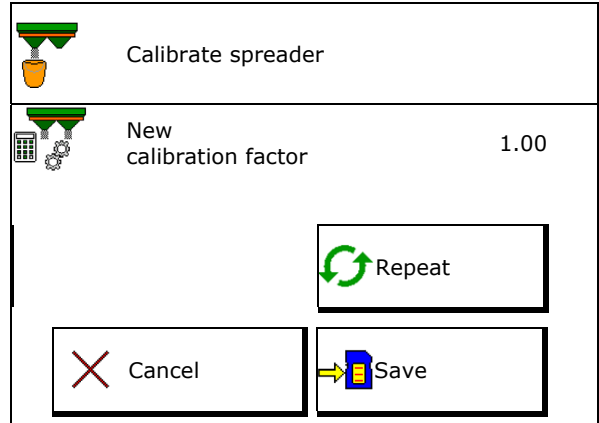 Calibrate spreader
New
calibration factor 1.00
Repeat
Cancel
Save